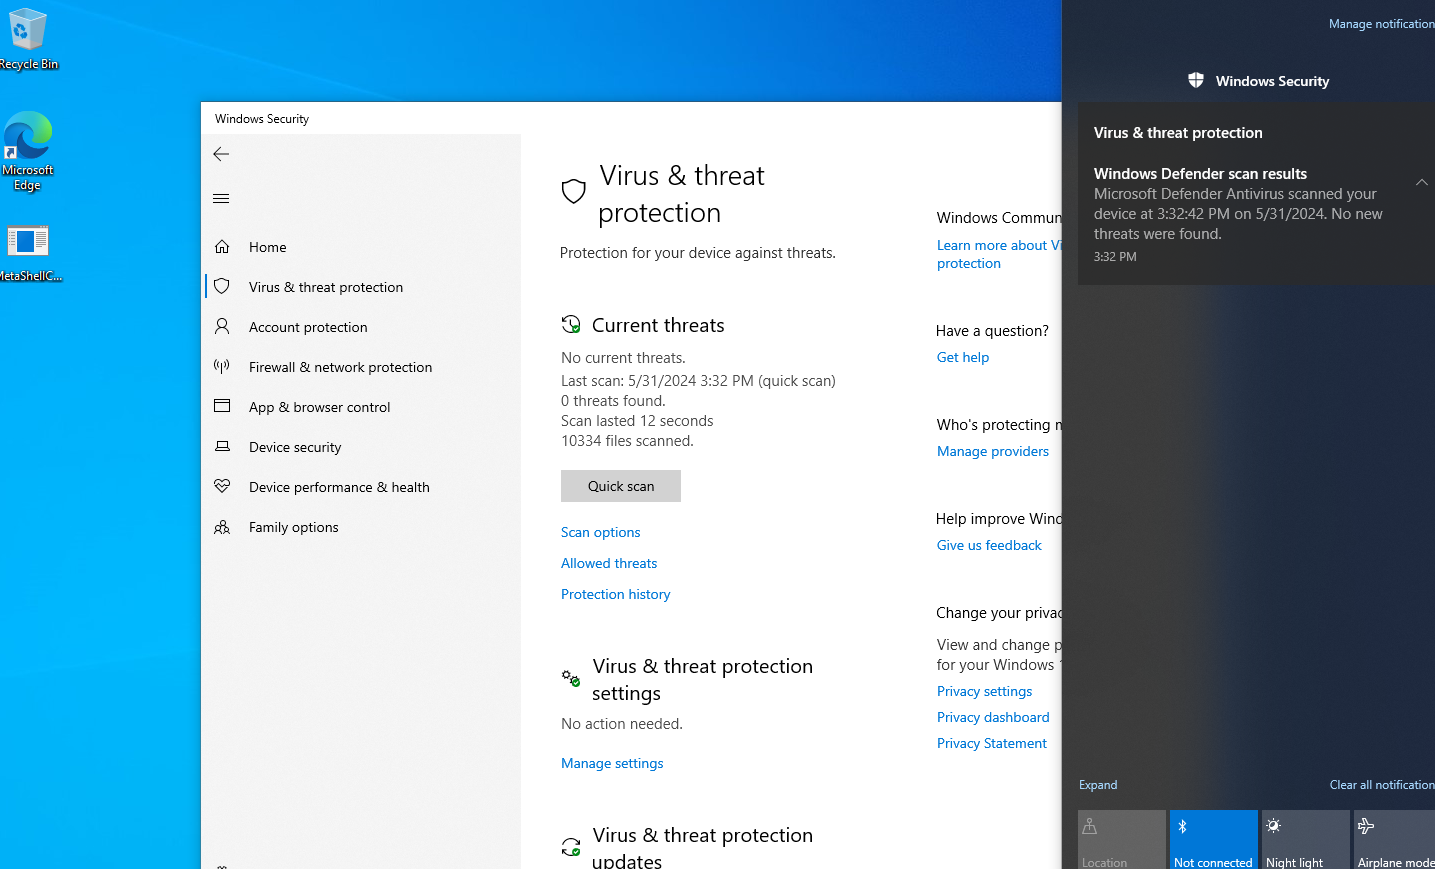 Recycle Bin
Microsoft
Edge
MetaShellC...
Windows Security
Home
Virus & threat protection
Account protection
Firewall & network protection
App & browser control
Device security
Device performance & health
Family options
Virus & threat
protection
Protection for your device against threats.
Current threats
No current threats.
Last scan: 5/31/2024 3:32 PM (quick scan)
0 threats found.
Scan lasted 12 seconds
10334 files scanned.
Quick scan
Scan options
Allowed threats
Protection history
Virus & threat protection
settings
No action needed.
Manage settings
Virus & threat protection
updates
Windows Commun
Learn more about Vi
protection
Have a question?
Get help
Who's protecting
Manage providers
Help improve Wind
Give us feedback
Change your privac
View and change p
for your Windows
Privacy settings
Privacy dashboard
Privacy Statement
Manage notification
Windows Security
Virus & threat protection
Windows Defender scan results
Microsoft Defender Antivirus scanned your
device at 3:32:42 PM on 5/31/2024. No new
threats were found.
3:32 PM
Expand
Clear all notification
Location
Not connected
Night light
Airplane mode